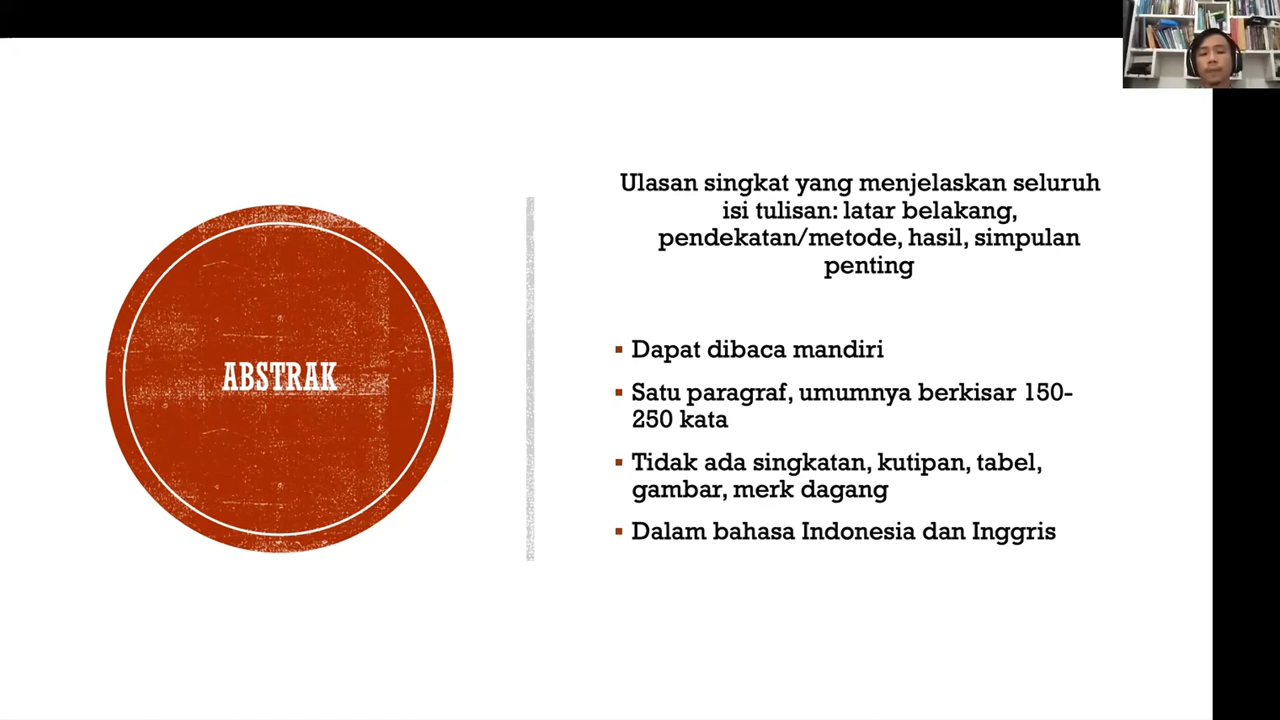 ABSTRAK
Ulasan singkat yang menjelaskan seluruh
isi tulisan: latar belakang,
pendekatan/metode, hasil, simpulan
penting
▪ Dapat dibaca mandiri
▪ Satu paragraf, umumnya berkisar 150-
250 kata
▪ Tidak ada singkatan, kutipan, tabel,
gambar, merk dagang
▪ Dalam bahasa Indonesia dan Inggris